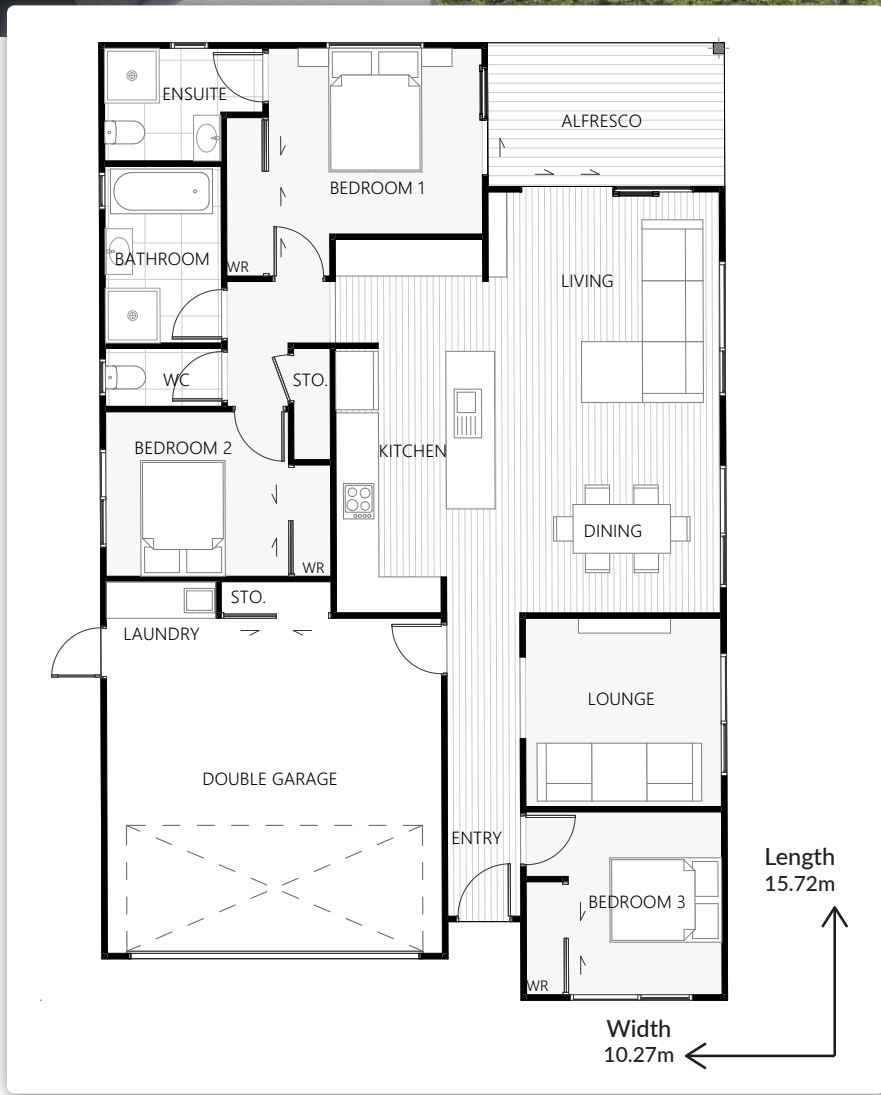 ENSUITE
ALFRESCO
BEDROOM 1
BATHROOM
WR
LIVING
WC
STO.
BEDROOM 2
KITCHEN
DINING
WR
STO.
LAUNDRY
LOUNGE
DOUBLE GARAGE
ENTRY
Length
15.72m
BEDROOM 3
WR
Width
10.27m